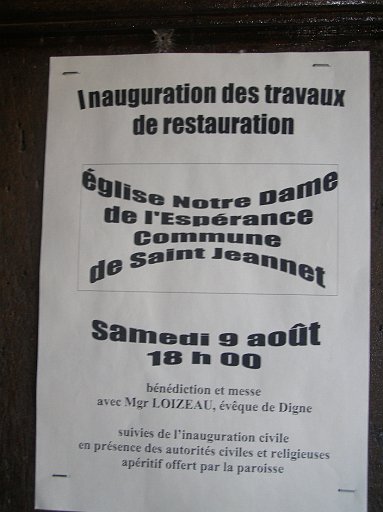 Inauguration des travaux
de restauration
église Notre Dame
de l'Espérance
Commune
de Saint Jeannet
Samedi 9 août
18 h 00
bénédiction et messe
avec Mgr LOIZEAU, évêque de Digne
suivies de l'inauguration civile
en présence des autorités civiles et religieuses
apéritif offert par la paroisse